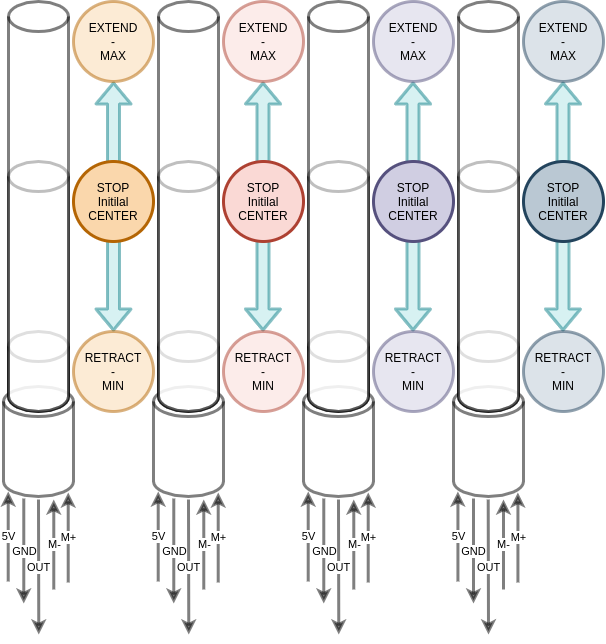 EXTEND
-
MAX
EXTEND
-
MAX
EXTEND
-
MAX
EXTEND
-
MAX
STOP
Initilal
CENTER
STOP
Initilal
CENTER
STOP
Initilal
CENTER
STOP
Initilal
CENTER
RETRACT
-
MIN
RETRACT
-
MIN
RETRACT
-
MIN
RETRACT
-
MIN
5V
GND
OUT
M-
M+
5V
GND
OUT
M-
M+
5V
GND
OUT
M-
M+
5V
GND
OUT
M-
M+